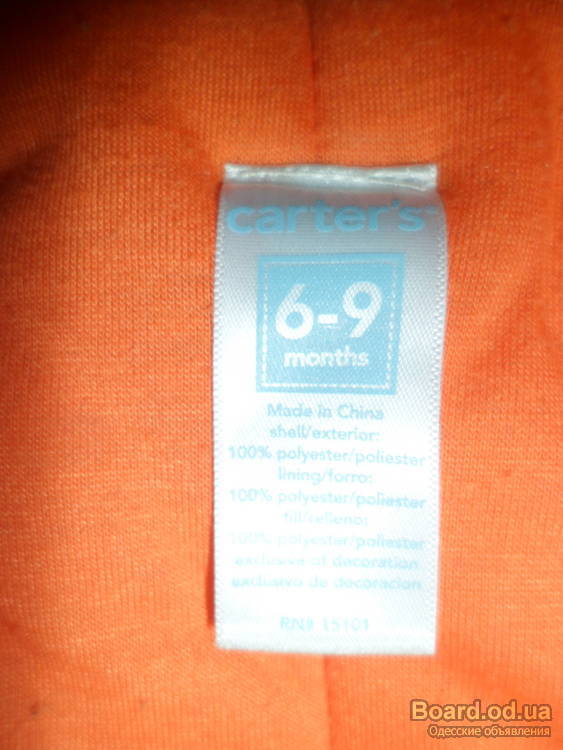 carter's
6-9
months
Made in China
shell/exterior:
100% polyester/poliester
lining/forro:
100% polyester/poliester
fill/relleno:
100% polyester/poliester
exclusive of decoration
exclusivo de decoracion
RN# 15101
Board.od.ua
Одесские объявления